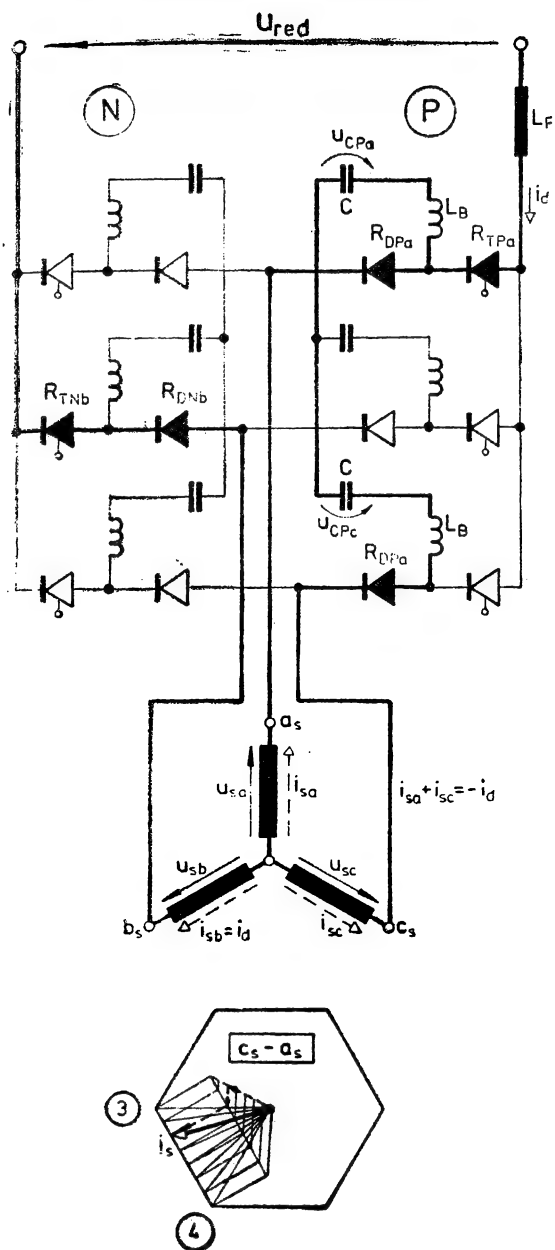 u_red
N
P
L_F
u_CPa
C
L_B
i_d
R_DPa
R_TPa
R_TNb
R_DNb
C
u_CPc
L_B
R_DPa
a_s
u_sa
i_sa
i_sa + i_sc = -i_d
u_sb
u_sc
b_s
i_sb = i_d
i_sc
c_s
c_s - a_s
3
i_s
4